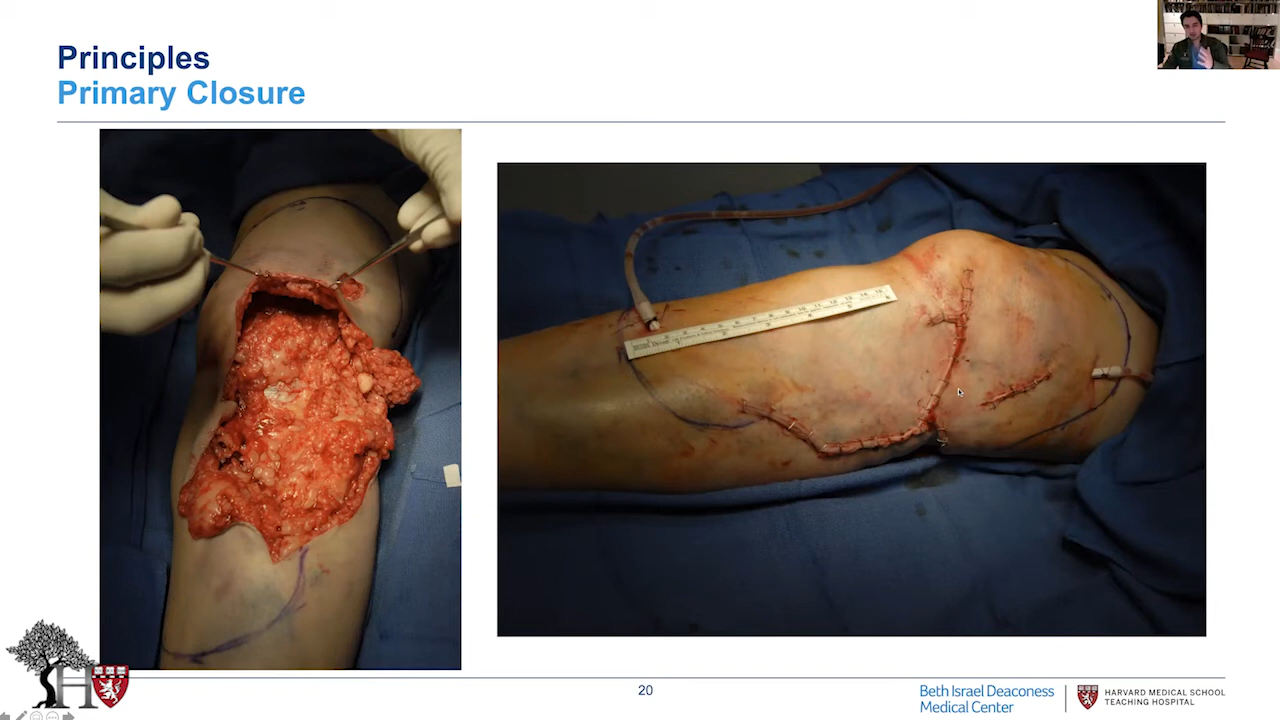 Principles
Primary Closure
20
H
Beth Israel Deaconess
Medical Center
HARVARD MEDICAL SCHOOL
TEACHING HOSPITAL